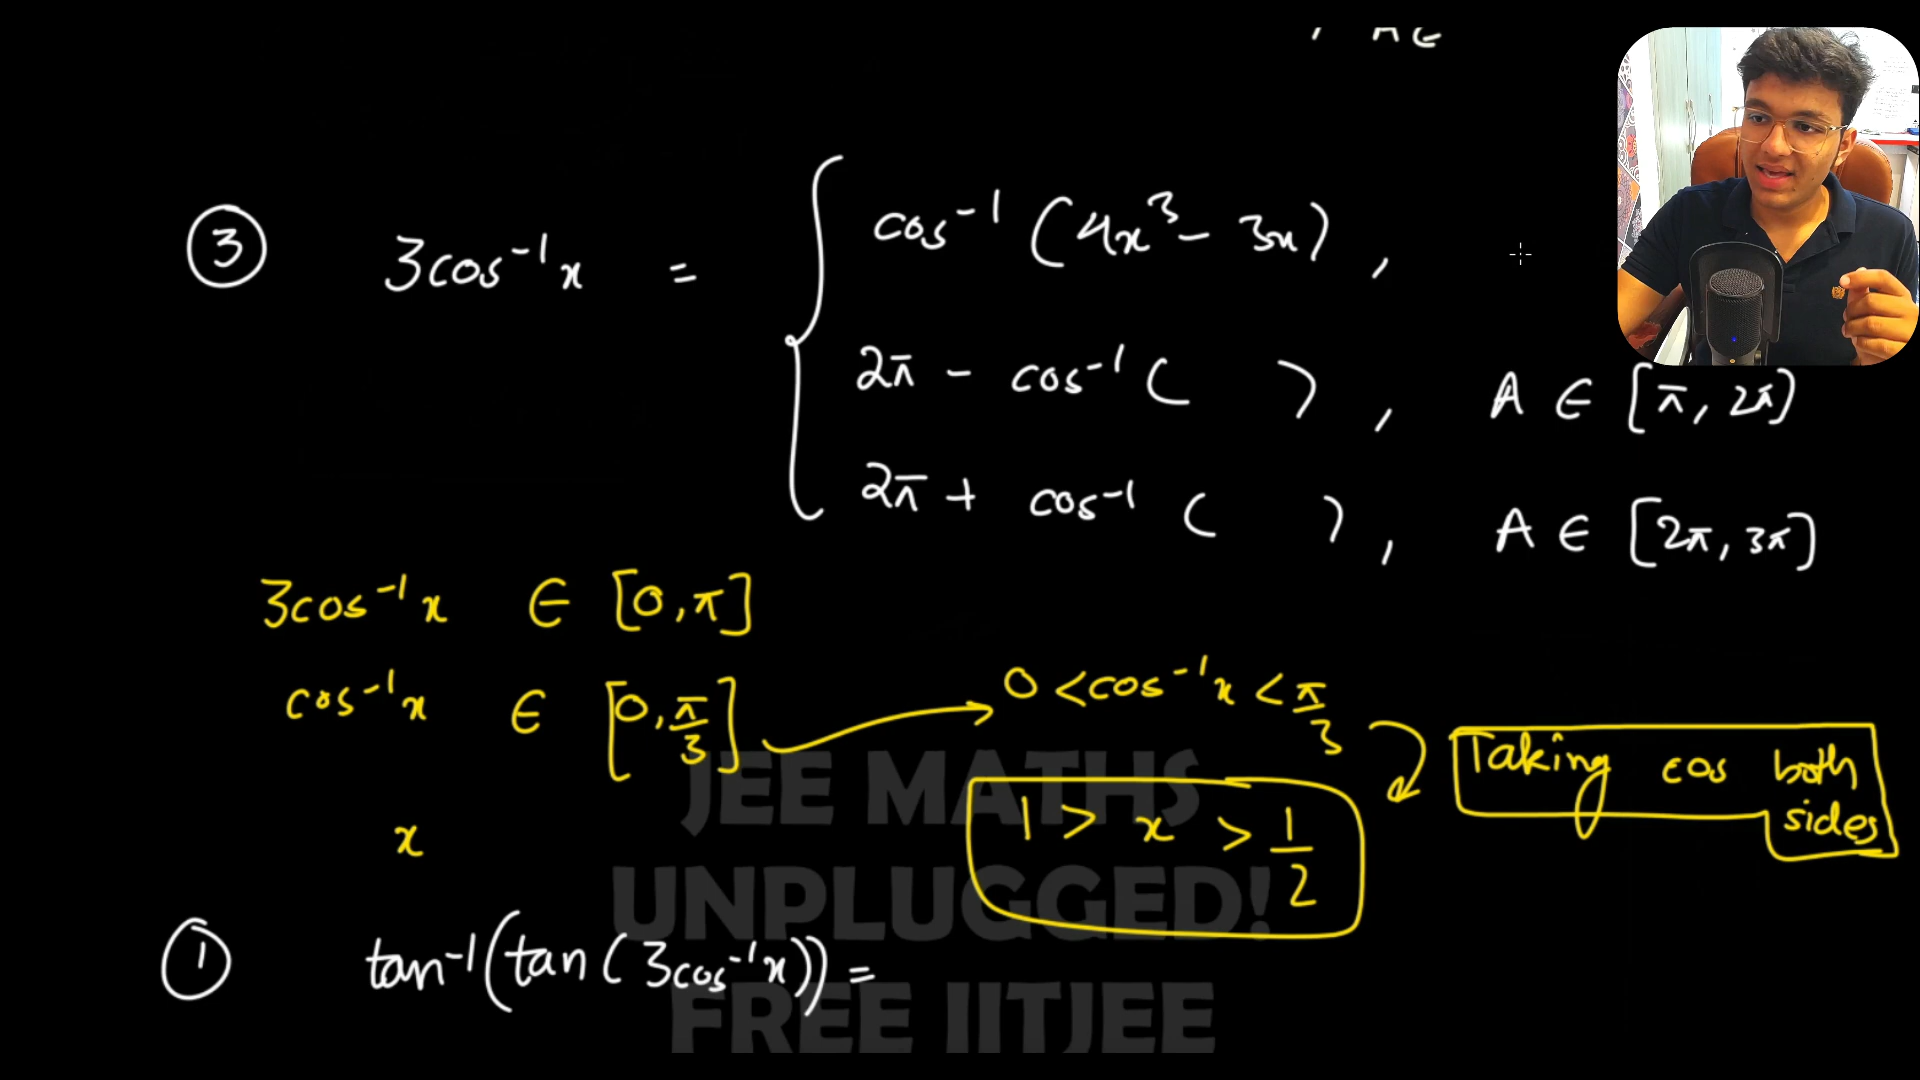 , A ∈
③ 3cos⁻¹x = { cos⁻¹(4x³ - 3x),
2π - cos⁻¹( ), A ∈ [π, 2π]
2π + cos⁻¹( ), A ∈ [2π, 3π]
3cos⁻¹x ∈ [0, π]
cos⁻¹x ∈ [0, π/3]
0 < cos⁻¹x < π/3
Taking cos both
sides
1 > x > 1/2
x
① tan⁻¹(tan(3cos⁻¹x)) =
JEE MATHS
UNPLUGGED!
FREE IITJEE